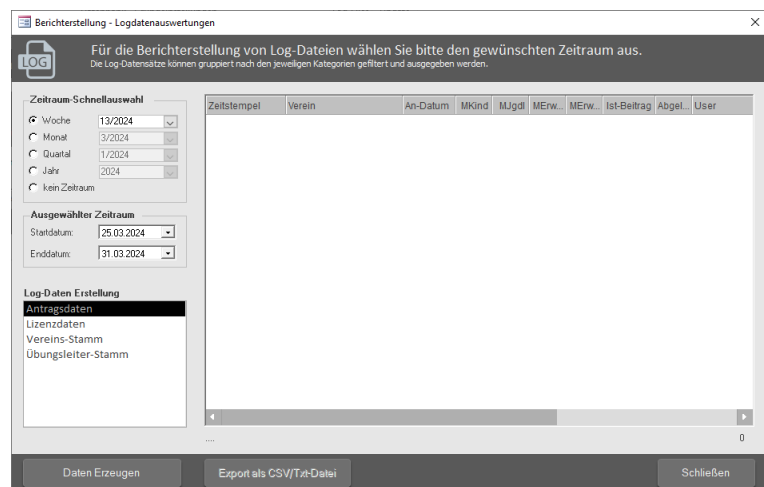 Berichterstellung - Logdatenauswertungen
LOG
Für die Berichterstellung von Log-Dateien wählen Sie bitte den gewünschten Zeitraum aus.
Die Log-Datensätze können gruppiert nach den jeweiligen Kategorien gefiltert und ausgegeben werden.
Zeitraum-Schnellauswahl
Woche 13/2024
Monat 3/2024
Quartal 1/2024
Jahr 2024
kein Zeitraum
Ausgewählter Zeitraum
Startdatum: 25.03.2024
Enddatum: 31.03.2024
Log-Daten Erstellung
Antragsdaten
Lizenzdaten
Vereins-Stamm
Übungsleiter-Stamm
Zeitstempel Verein An-Datum MKind MJgdl MErw... MErw... Ist-Beitrag Abgel... User
.... 0
Daten Erzeugen Export als CSV/Txt-Datei Schließen